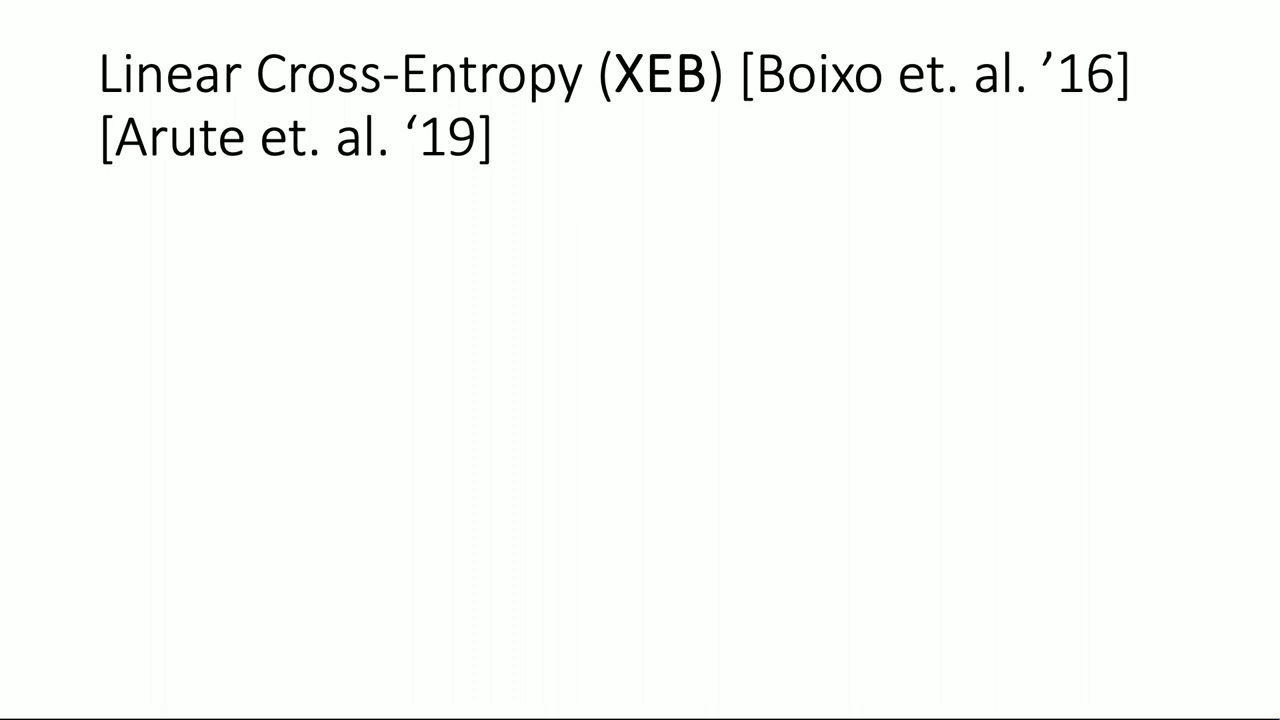 Linear Cross-Entropy (XEB) [Boixo et. al. ’16]
[Arute et. al. ‘19]